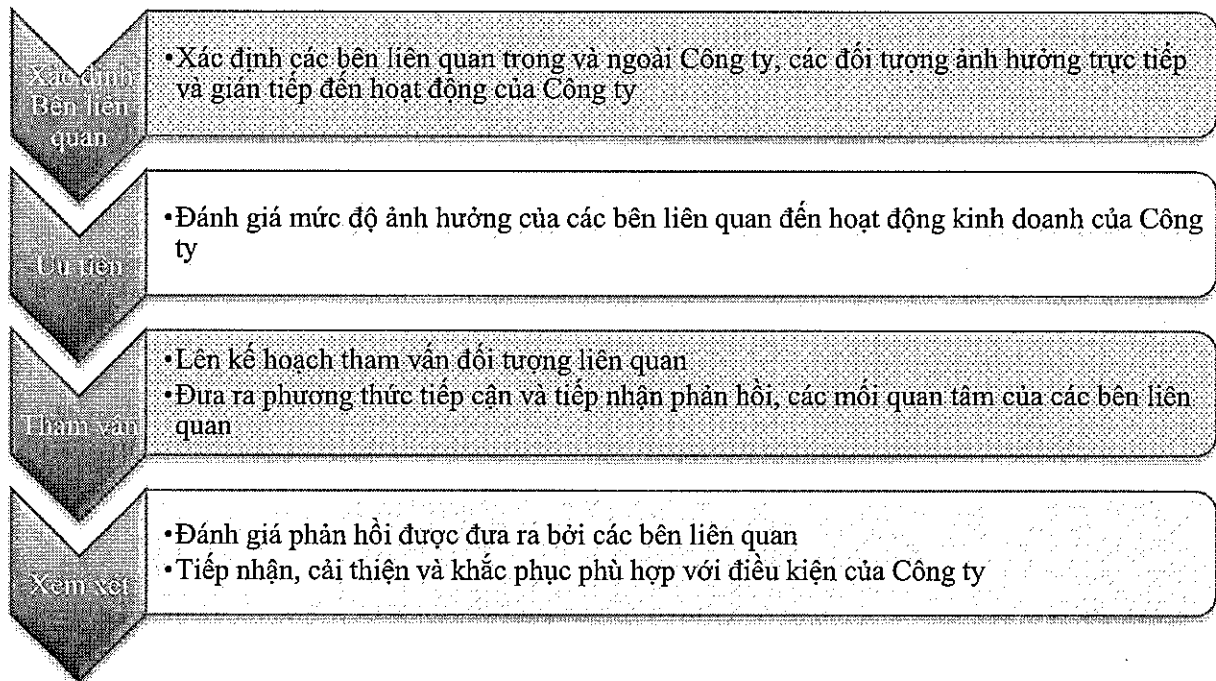 Xác định
Bên liên
quan
•Xác định các bên liên quan trong và ngoài Công ty, các đối tượng ảnh hưởng trực tiếp
và gián tiếp đến hoạt động của Công ty
Ưu tiên
•Đánh giá mức độ ảnh hưởng của các bên liên quan đến hoạt động kinh doanh của Công
ty
Tham vấn
•Lên kế hoạch tham vấn đối tượng liên quan
•Đưa ra phương thức tiếp cận và tiếp nhận phản hồi, các mối quan tâm của các bên liên
quan
Xem xét
•Đánh giá phản hồi được đưa ra bởi các bên liên quan
•Tiếp nhận, cải thiện và khắc phục phù hợp với điều kiện của Công ty